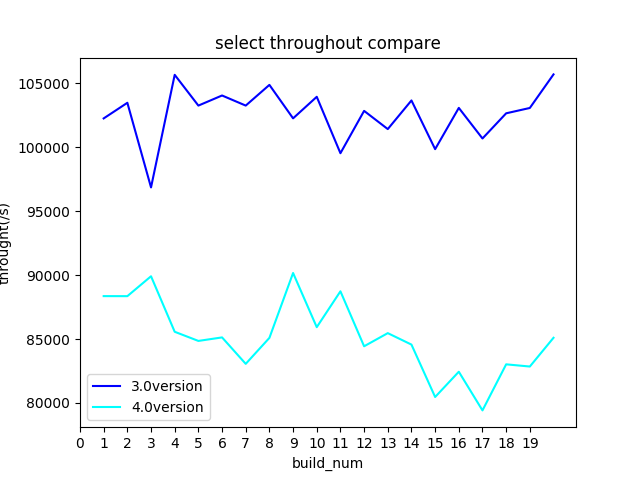 select throughout compare
105000
100000
95000
90000
85000
80000
throught(/s)
3.0version
4.0version
0 1 2 3 4 5 6 7 8 9 10 11 12 13 14 15 16 17 18 19
build_num